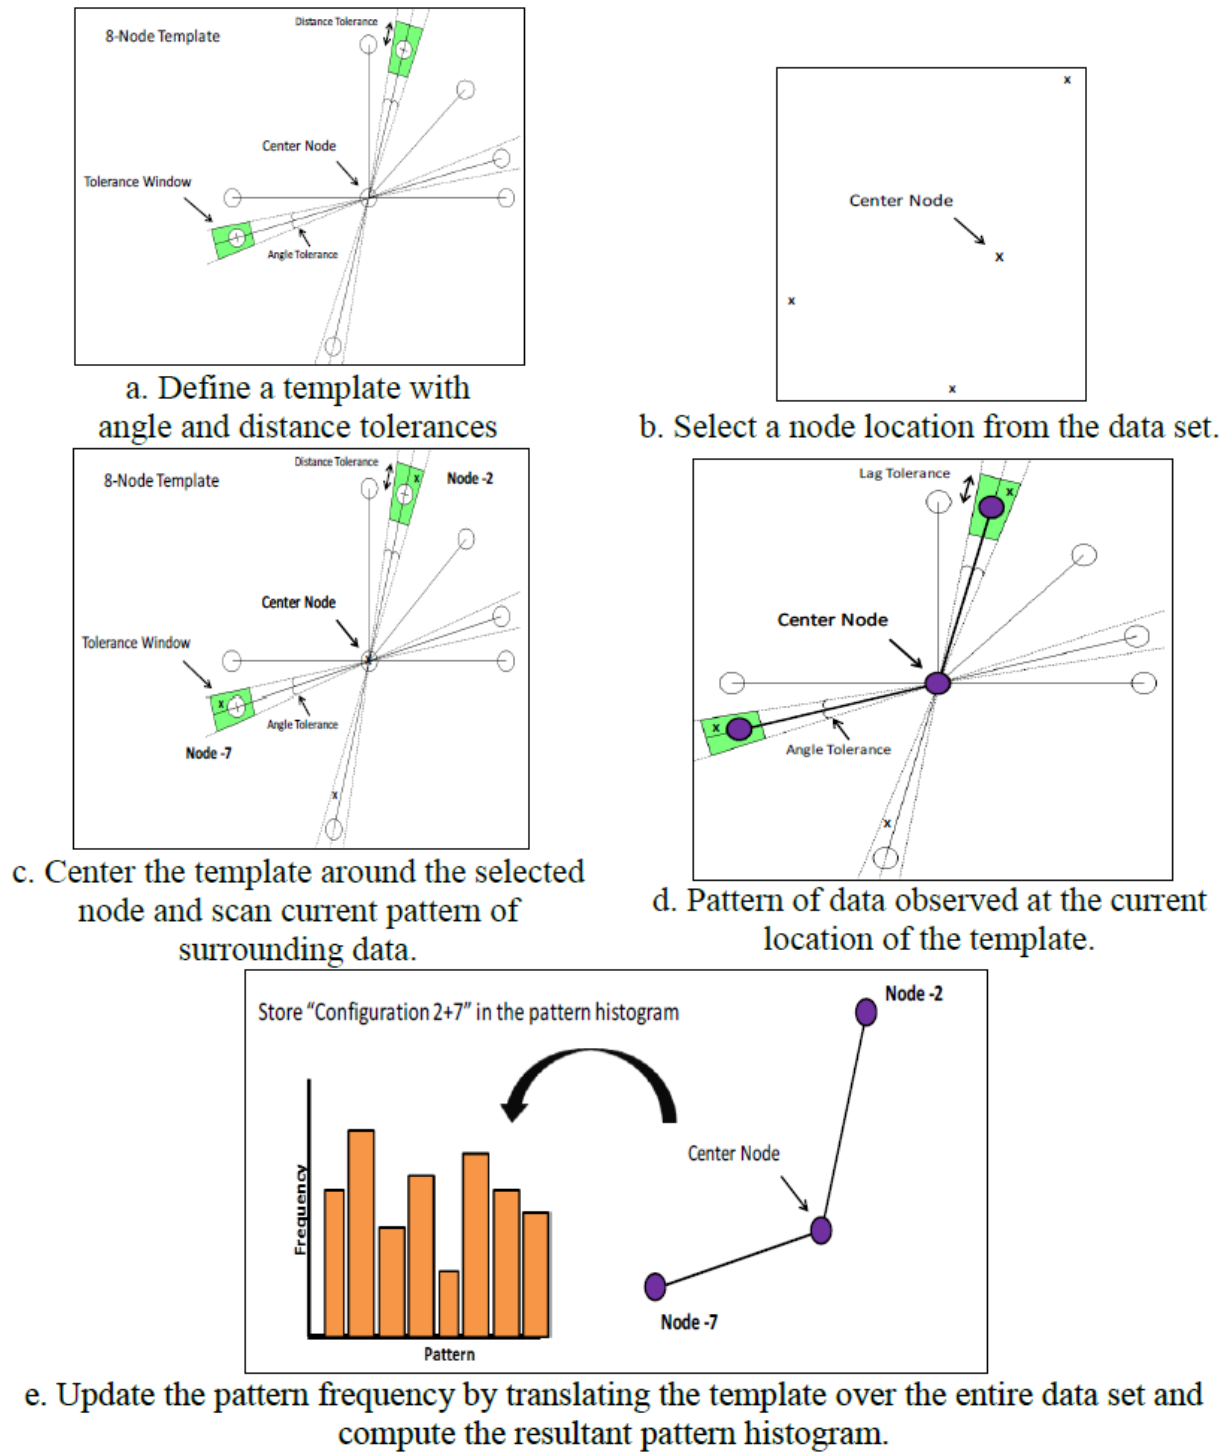 8-Node Template
Distance Tolerance
Center Node
Tolerance Window
Angle Tolerance
a. Define a template with
angle and distance tolerances
x
Center Node
x
x
x
b. Select a node location from the data set.
8-Node Template
Distance Tolerance
x
Node -2
Center Node
x
Tolerance Window
x
Angle Tolerance
Node -7
x
c. Center the template around the selected
node and scan current pattern of
surrounding data.
Lag Tolerance
x
Center Node
x
Angle Tolerance
x
d. Pattern of data observed at the current
location of the template.
Store “Configuration 2+7” in the pattern histogram
Node -2
Center Node
Node -7
Frequency
Pattern
e. Update the pattern frequency by translating the template over the entire data set and
compute the resultant pattern histogram.